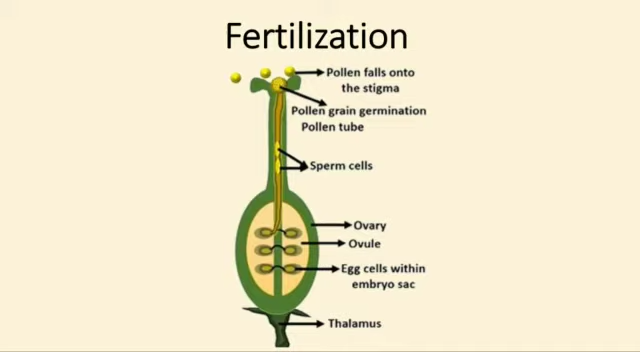 Fertilization
Pollen falls onto
the stigma
Pollen grain germination
Pollen tube
Sperm cells
Ovary
Ovule
Egg cells within
embryo sac
Thalamus